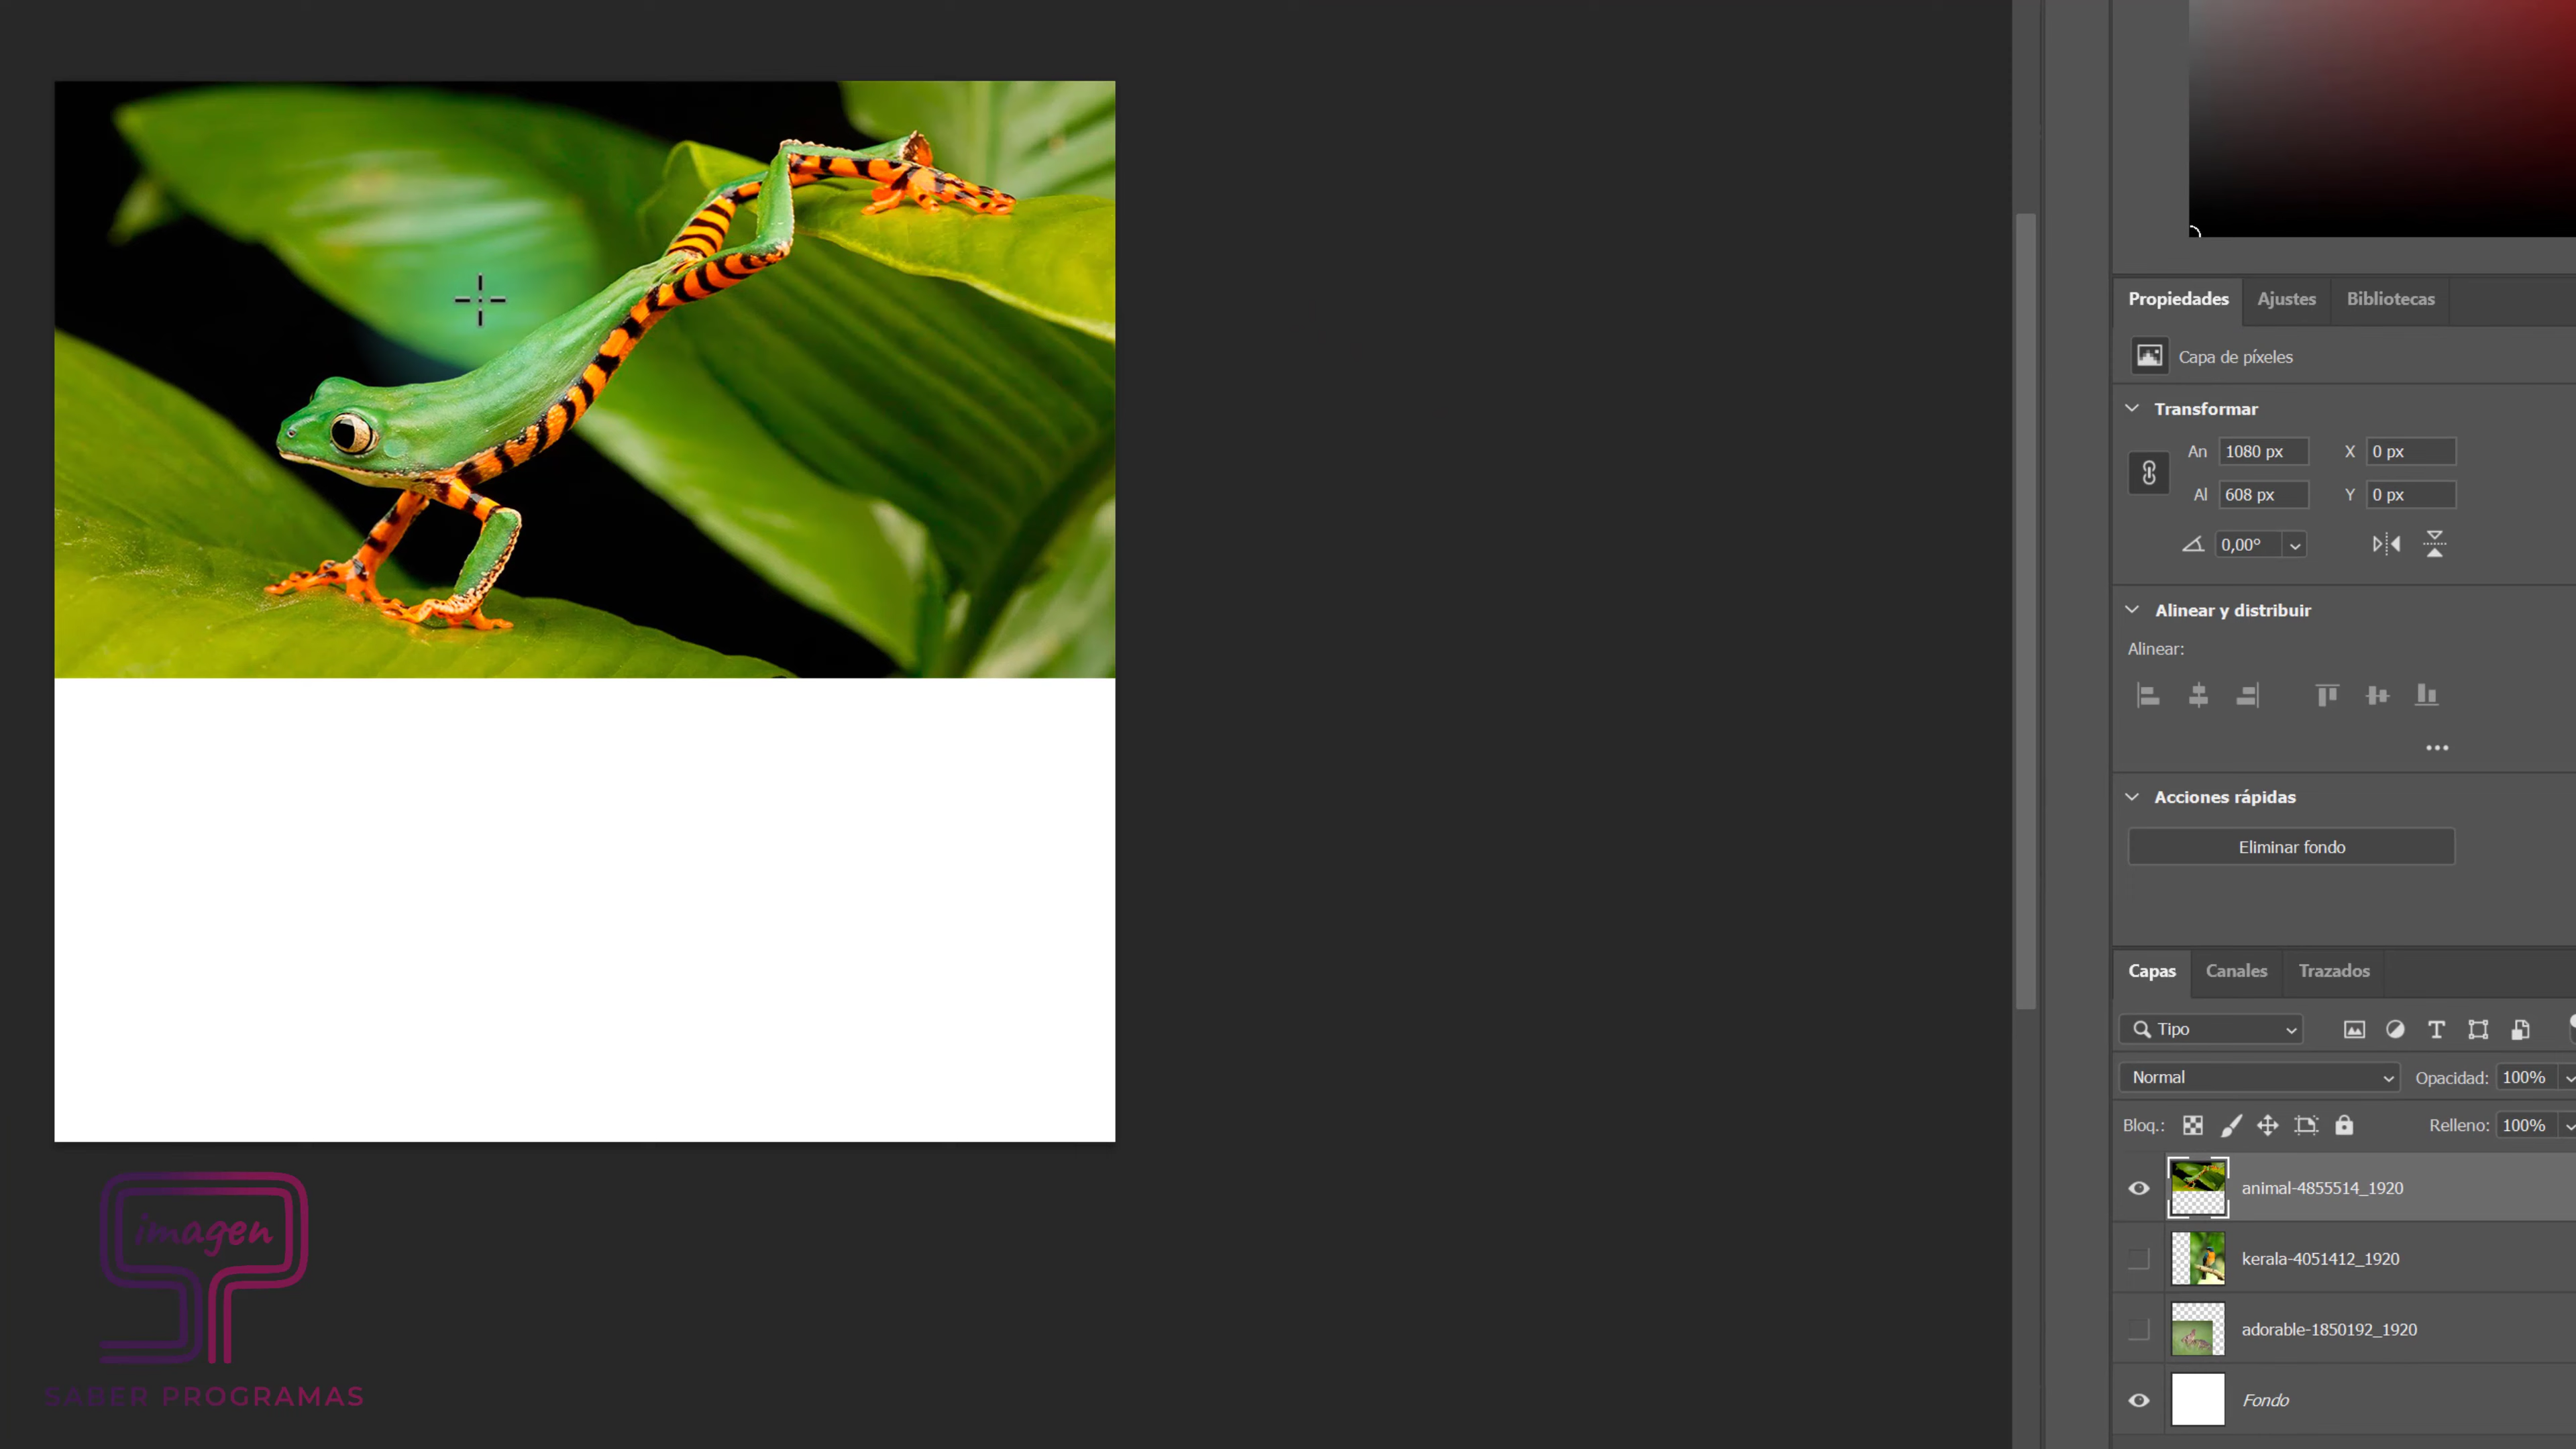 Propiedades Ajustes Bibliotecas
Capa de píxeles
Transformar
An 1080 px X 0 px
Al 608 px Y 0 px
0,00°
Alinear y distribuir
Alinear:
Acciones rápidas
Eliminar fondo
Capas Canales Trazados
Tipo
Normal Opacidad: 100%
Bloq.: Relleno: 100%
animal-4855514_1920
kerala-4051412_1920
adorable-1850192_1920
Fondo
imagen
SABER PROGRAMAS